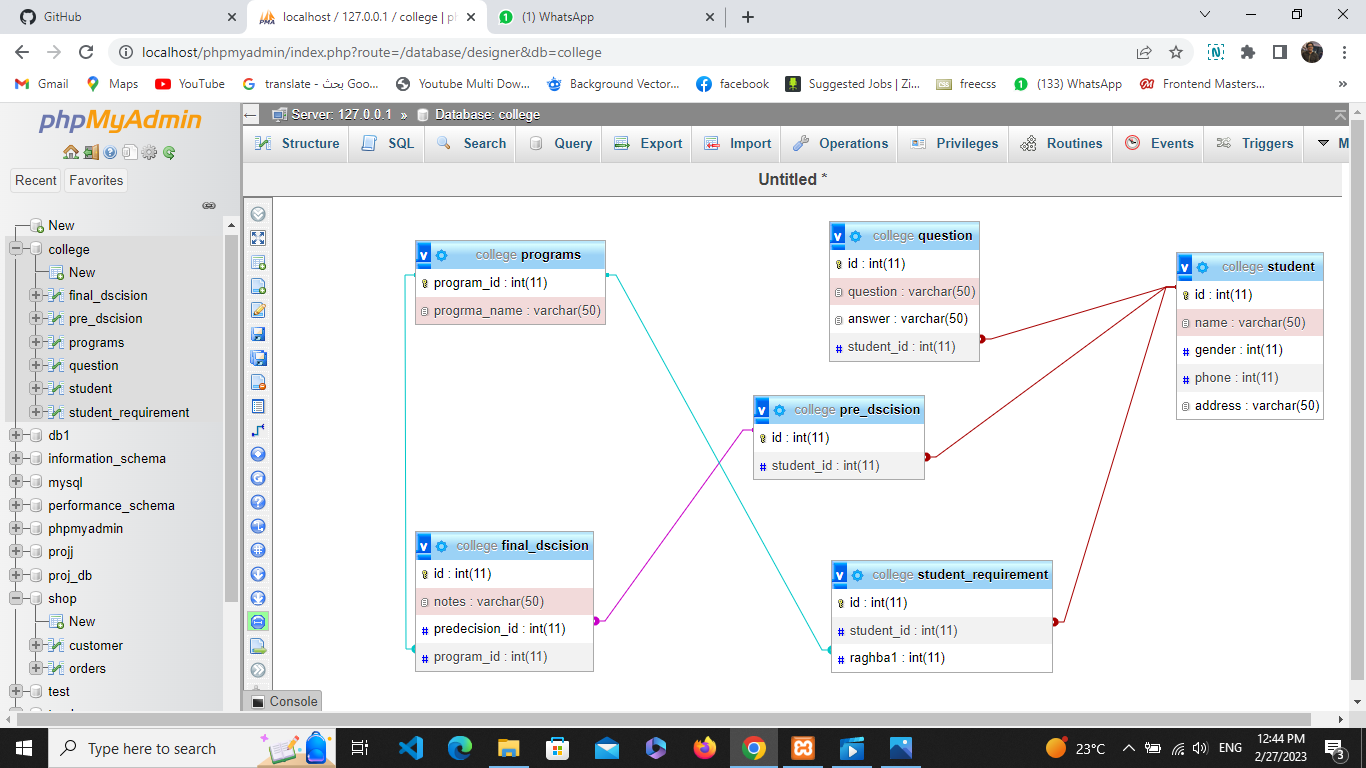 GitHub
localhost / 127.0.0.1 / college | ph
(1) WhatsApp
localhost/phpmyadmin/index.php?route=/database/designer&db=college
Gmail
Maps
YouTube
translate - بحث Goo...
Youtube Multi Dow...
Background Vector...
facebook
Suggested Jobs | Zi...
freecss
(133) WhatsApp
Frontend Masters...
phpMyAdmin
Recent
Favorites
New
college
New
final_dscision
pre_dscision
programs
question
student
student_requirement
db1
information_schema
mysql
performance_schema
phpmyadmin
projj
proj_db
shop
New
customer
orders
test
Server: 127.0.0.1 » Database: college
Structure
SQL
Search
Query
Export
Import
Operations
Privileges
Routines
Events
Triggers
M
Untitled *
college programs
program_id : int(11)
progrma_name : varchar(50)
college question
id : int(11)
question : varchar(50)
answer : varchar(50)
student_id : int(11)
college student
id : int(11)
name : varchar(50)
gender : int(11)
phone : int(11)
address : varchar(50)
college pre_dscision
id : int(11)
student_id : int(11)
college final_dscision
id : int(11)
notes : varchar(50)
predecision_id : int(11)
program_id : int(11)
college student_requirement
id : int(11)
student_id : int(11)
raghba1 : int(11)
Console
Type here to search
23°C
ENG
12:44 PM
2/27/2023
3